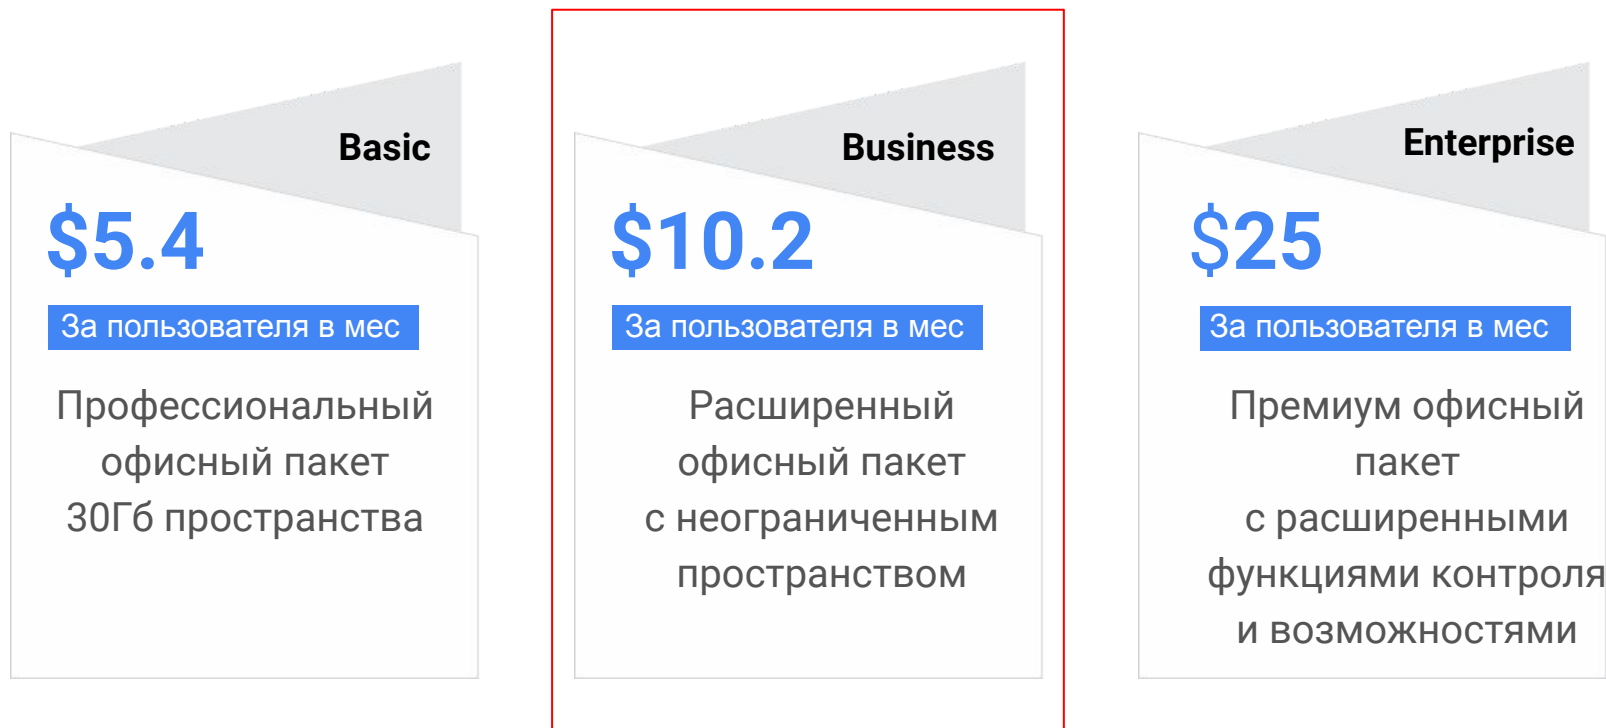 Basic
$5.4
За пользователя в мес
Профессиональный
офисный пакет
30Гб пространства
Business
$10.2
За пользователя в мес
Расширенный
офисный пакет
с неограниченным
пространством
Enterprise
$25
За пользователя в мес
Премиум офисный
пакет
с расширенными
функциями контроля
и возможностями